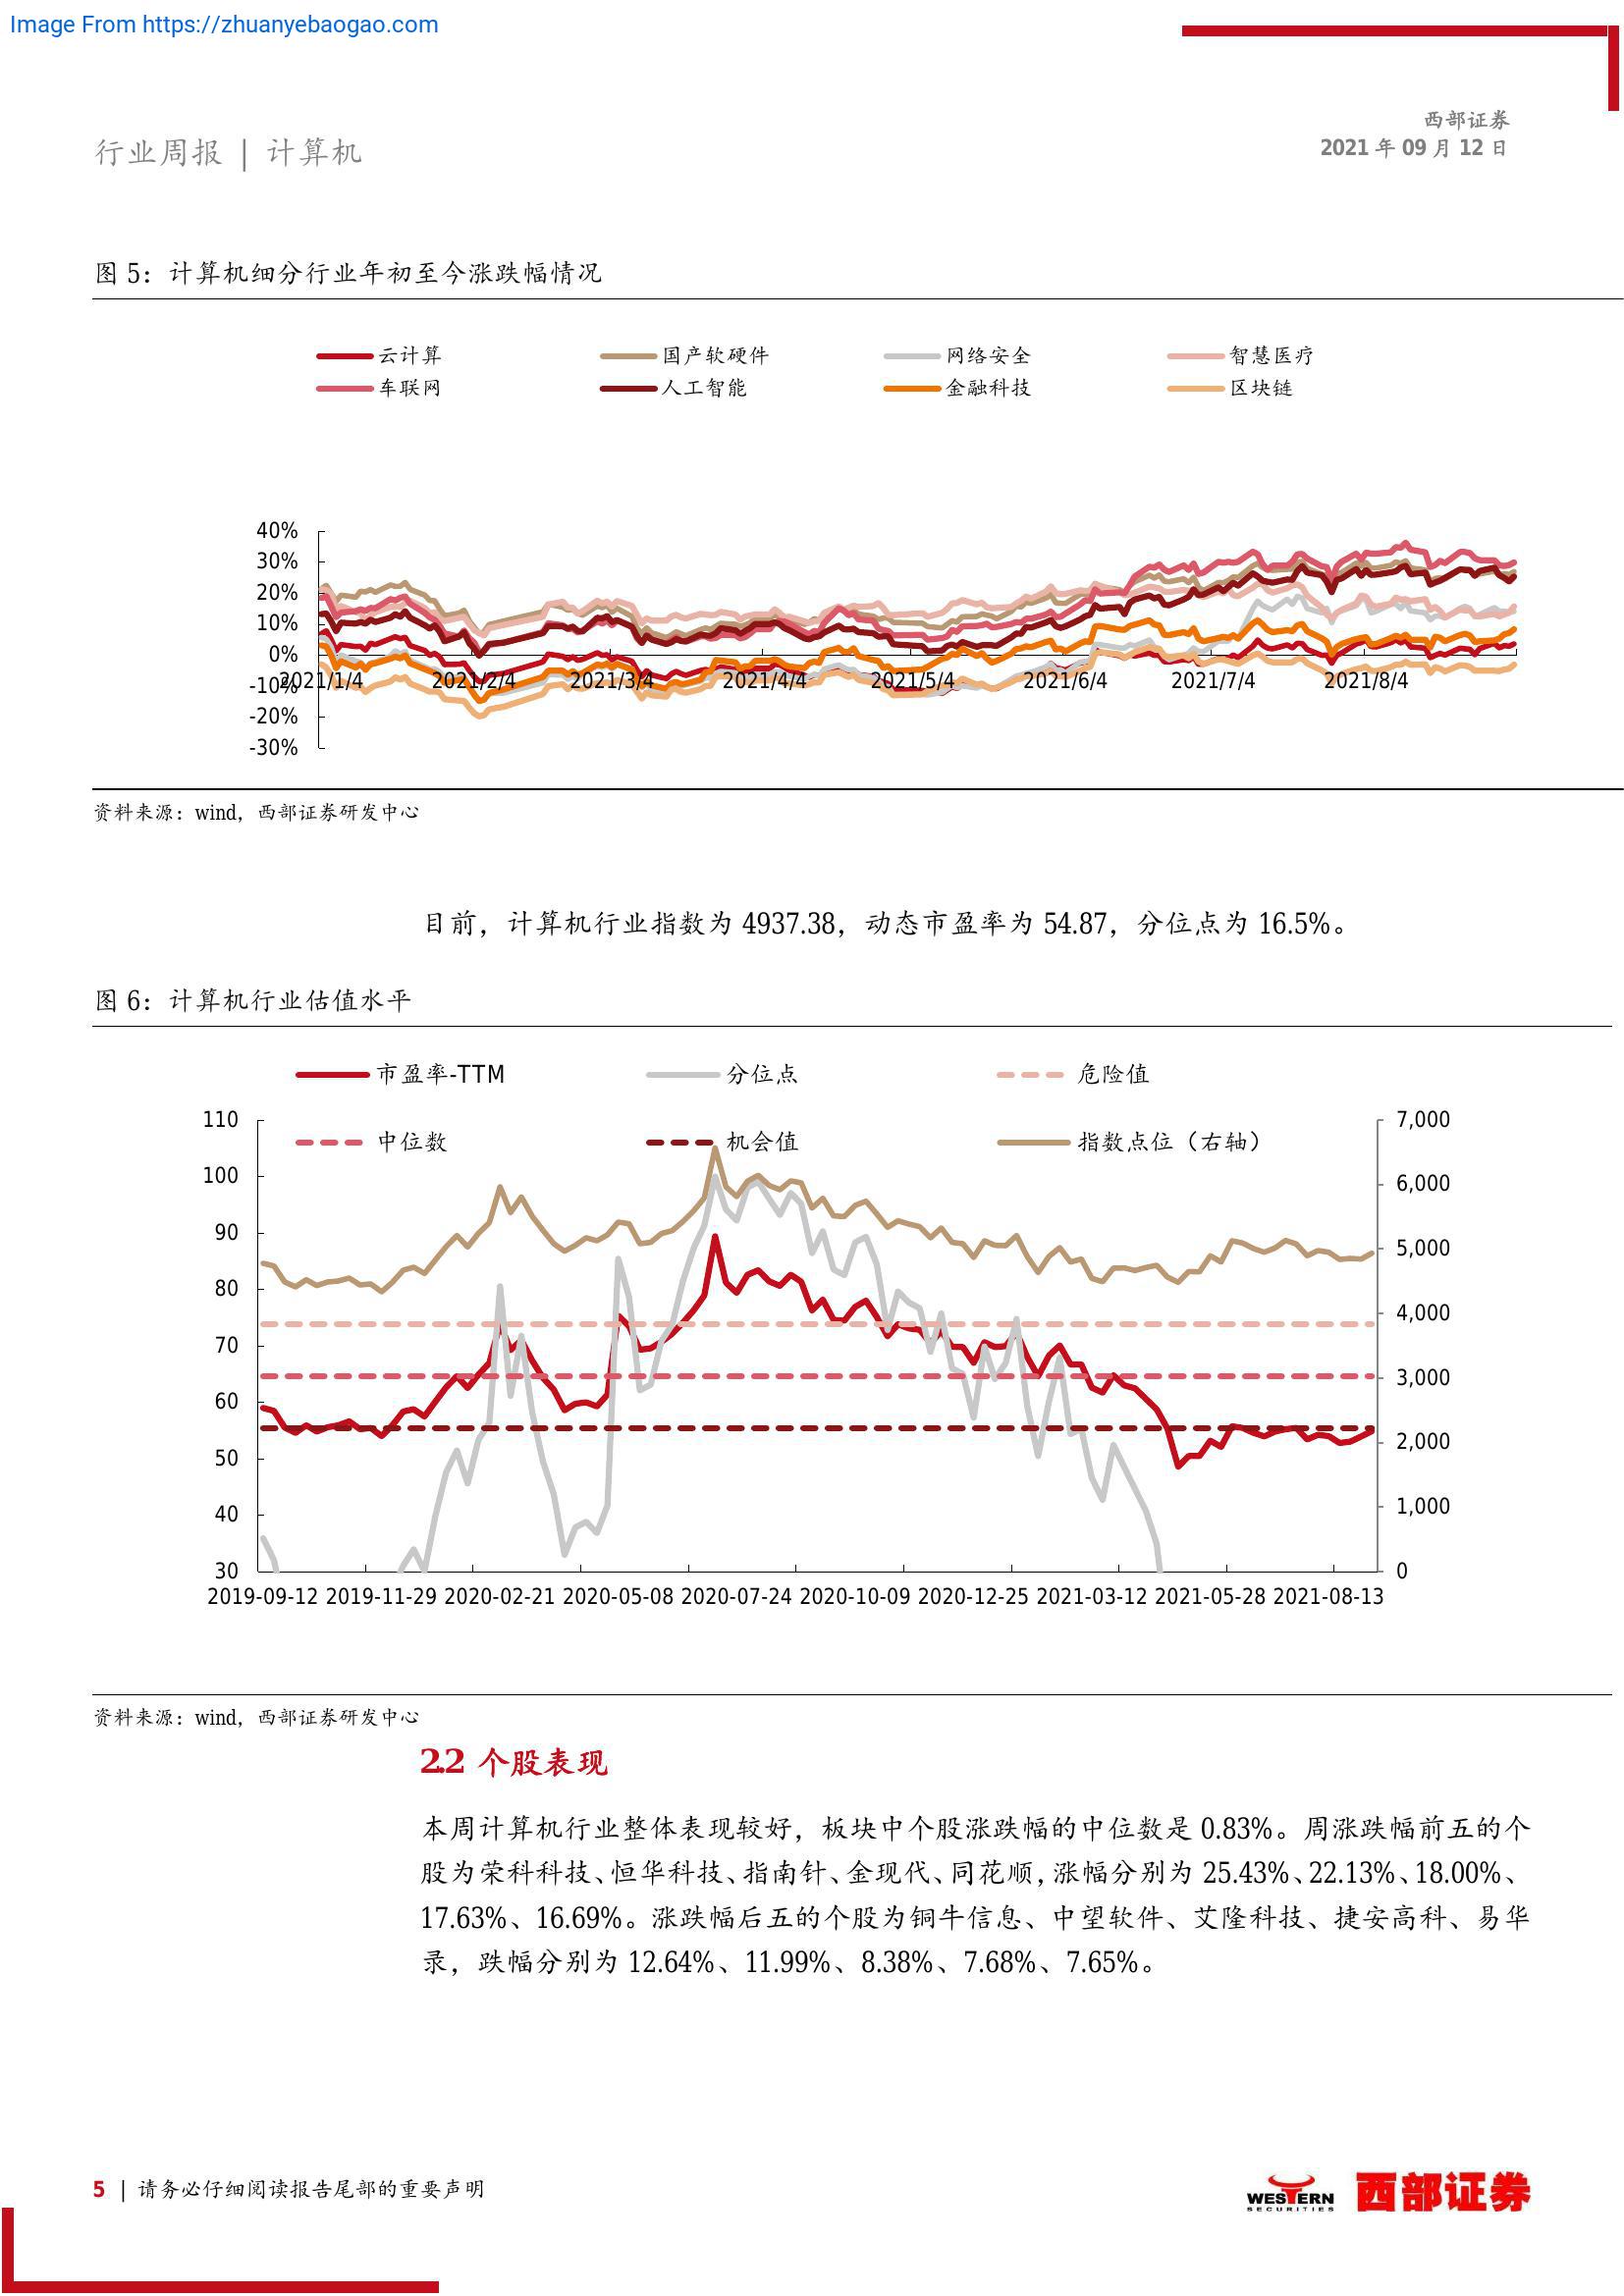 Image From https://zhuanyebaogao.com
西部证券
2021 年 09 月 12 日
行业周报 | 计算机
图 5：计算机细分行业年初至今涨跌幅情况
云计算 国产软硬件 网络安全 智慧医疗
车联网 人工智能 金融科技 区块链
40%
30%
20%
10%
0%
-10%
-20%
-30%
2021/1/4 2021/2/4 2021/3/4 2021/4/4 2021/5/4 2021/6/4 2021/7/4 2021/8/4
资料来源：wind，西部证券研发中心
目前，计算机行业指数为 4937.38，动态市盈率为 54.87，分位点为 16.5%。
图 6：计算机行业估值水平
市盈率-TTM 分位点 危险值
中位数 机会值 指数点位（右轴）
110
100
90
80
70
60
50
40
30
7,000
6,000
5,000
4,000
3,000
2,000
1,000
0
2019-09-12 2019-11-29 2020-02-21 2020-05-08 2020-07-24 2020-10-09 2020-12-25 2021-03-12 2021-05-28 2021-08-13
资料来源：wind，西部证券研发中心
2.2 个股表现
本周计算机行业整体表现较好，板块中个股涨跌幅的中位数是 0.83%。周涨跌幅前五的个
股为荣科科技、恒华科技、指南针、金现代、同花顺，涨幅分别为 25.43%、22.13%、18.00%、
17.63%、16.69%。涨跌幅后五的个股为铜牛信息、中望软件、艾隆科技、捷安高科、易华
录，跌幅分别为 12.64%、11.99%、8.38%、7.68%、7.65%。
5 | 请务必仔细阅读报告尾部的重要声明
WESTERN
SECURITIES
西部证券